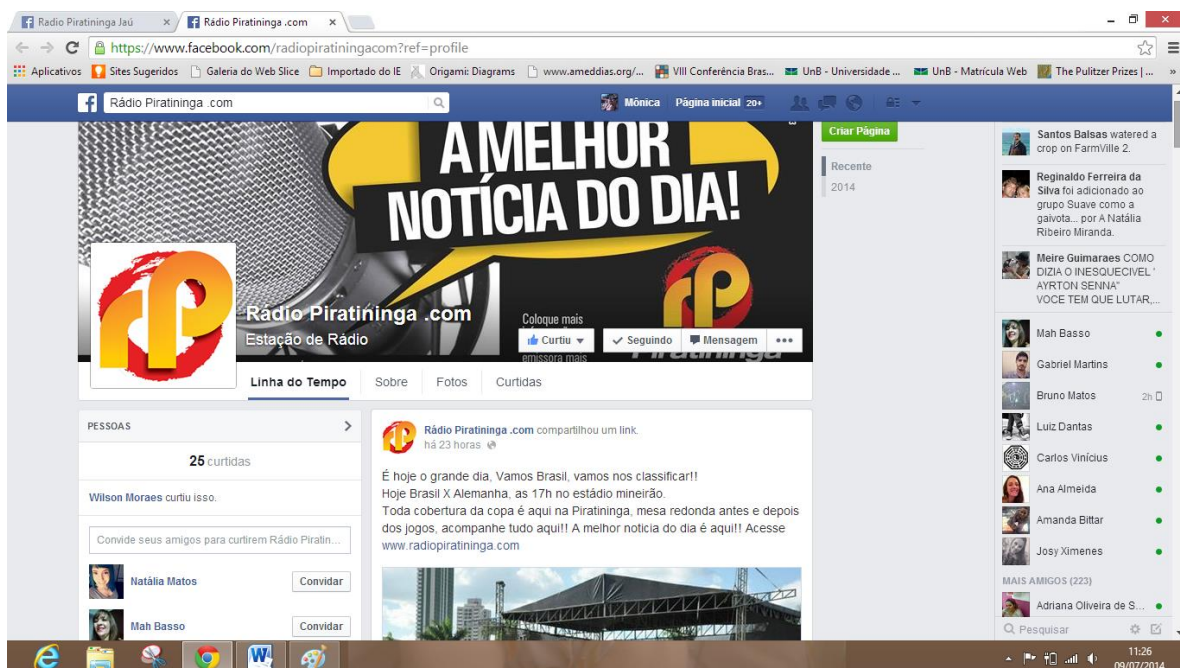 Radio Piratininga Jaú
Rádio Piratininga .com
https://www.facebook.com/radiopiratiningacom?ref=profile
Aplicativos
Sites Sugeridos
Galeria do Web Slice
Importado do IE
Origami: Diagrams
www.ameddias.org/...
VIII Conferência Bras...
UnB - Universidade ...
UnB - Matrícula Web
The Pulitzer Prizes | ...
»
Rádio Piratininga .com
Mônica
Página inicial 20+
A MELHOR
NOTÍCIA DO DIA!
rP
rP
Rádio Piratininga .com
Estação de Rádio
Coloque mais
emissora mais
Piratininga
Curtiu
Seguindo
Mensagem
Linha do Tempo
Sobre
Fotos
Curtidas
Criar Página
Recente
2014
PESSOAS
25 curtidas
Wilson Moraes curtiu isso.
Convide seus amigos para curtirem Rádio Piratin...
Natália Matos
Convidar
Mah Basso
Convidar
Rádio Piratininga .com compartilhou um link.
há 23 horas
É hoje o grande dia, Vamos Brasil, vamos nos classificar!!
Hoje Brasil X Alemanha, as 17h no estádio mineirão.
Toda cobertura da copa é aqui na Piratininga, mesa redonda antes e depois
dos jogos, acompanhe tudo aqui!! A melhor noticia do dia é aqui!! Acesse
www.radiopiratininga.com
Santos Balsas watered a
crop on FarmVille 2.
Reginaldo Ferreira da
Silva foi adicionado ao
grupo Suave como a
gaivota... por A Natália
Ribeiro Miranda.
Meire Guimaraes COMO
DIZIA O INESQUECIVEL '
AYRTON SENNA"
VOCE TEM QUE LUTAR,...
Mah Basso
Gabriel Martins
Bruno Matos
2h
Luiz Dantas
Carlos Vinícius
Ana Almeida
Amanda Bittar
Josy Ximenes
MAIS AMIGOS (223)
Adriana Oliveira de S...
Pesquisar
11:26
09/07/2014